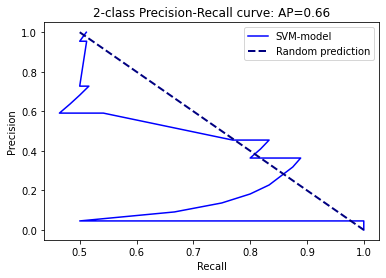 2-class Precision-Recall curve: AP=0.66
SVM-model
Random prediction
Precision
1.0
0.8
0.6
0.4
0.2
0.0
0.5
0.6
0.7
0.8
0.9
1.0
Recall